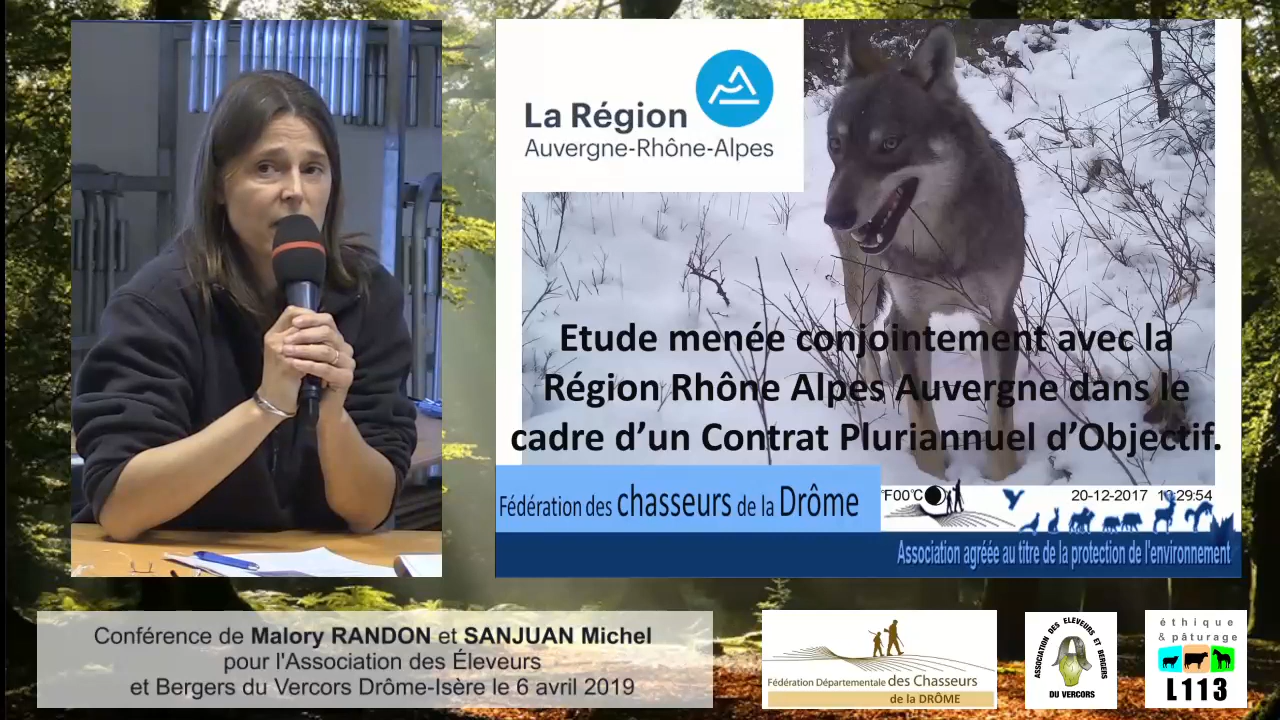 La Région
Auvergne-Rhône-Alpes
Etude menée conjointement avec la
Région Rhône Alpes Auvergne dans le
cadre d’un Contrat Pluriannuel d’Objectif.
Fédération des chasseurs de la Drôme
°F00°C
20-12-2017
Association agréée au titre de la protection de l'environnement
Conférence de Malory RANDON et SANJUAN Michel
pour l'Association des Éleveurs
et Bergers du Vercors Drôme-Isère le 6 avril 2019
Fédération Départementale des Chasseurs
de la DRÔME
ASSOCIATION DES ELEVEURS ET BERGERS
DU VERCORS
éthique
& pâturage
L113